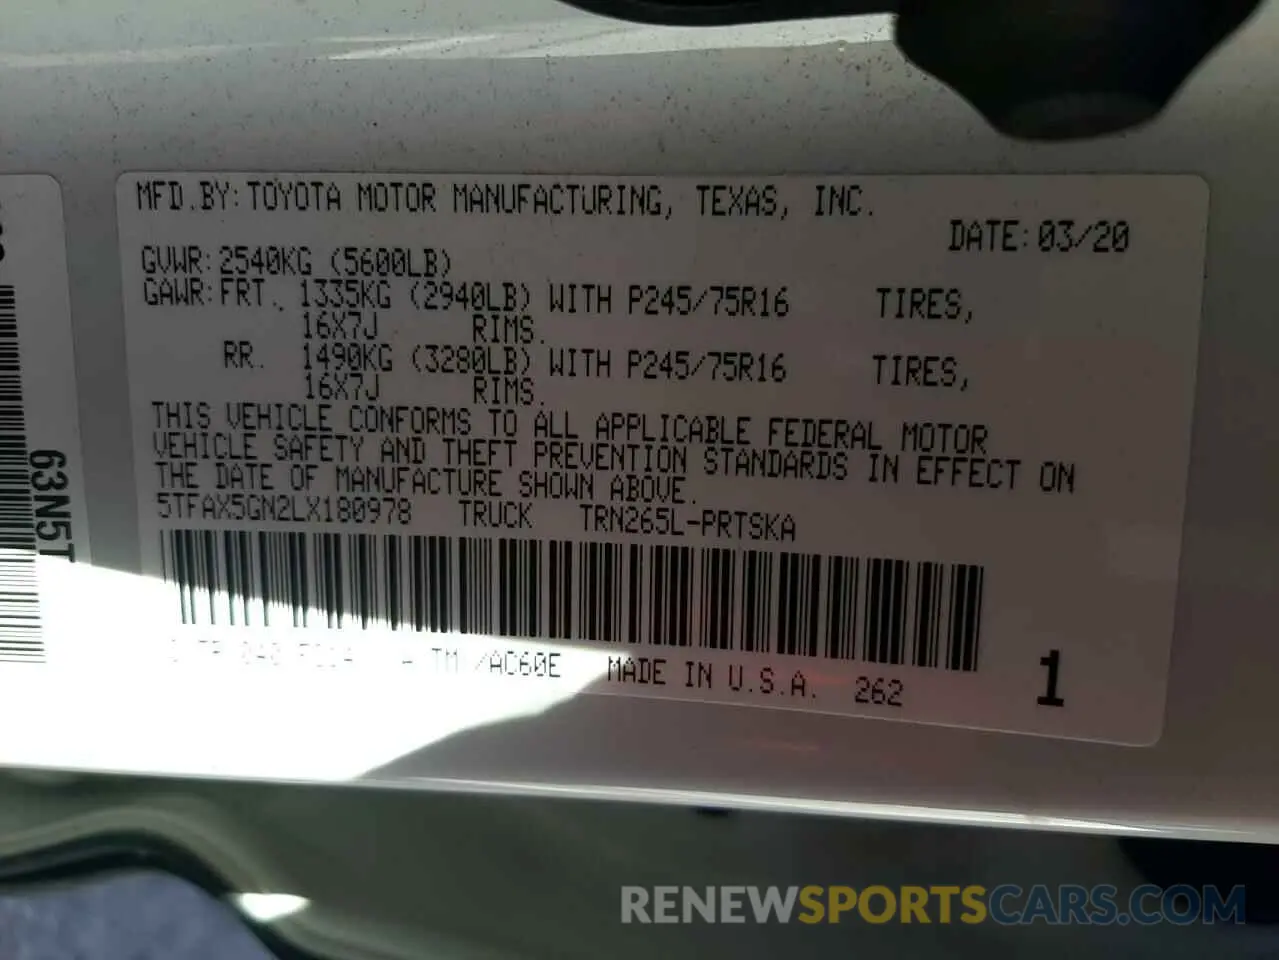 MFD.BY: TOYOTA MOTOR MANUFACTURING, TEXAS, INC.
DATE: 03/20
GVWR: 2540KG (5600LB)
GAWR: FRT. 1335KG (2940LB) WITH P245/75R16 TIRES,
16X7J RIMS.
RR. 1490KG (3280LB) WITH P245/75R16 TIRES,
16X7J RIMS.
THIS VEHICLE CONFORMS TO ALL APPLICABLE FEDERAL MOTOR
VEHICLE SAFETY AND THEFT PREVENTION STANDARDS IN EFFECT ON
THE DATE OF MANUFACTURE SHOWN ABOVE.
5TFAX5GN2LX180978 TRUCK TRN265L-PRTSKA
/AC60E MADE IN U.S.A. 262
1
63N5T
RENEWSPORTSCARS.COM